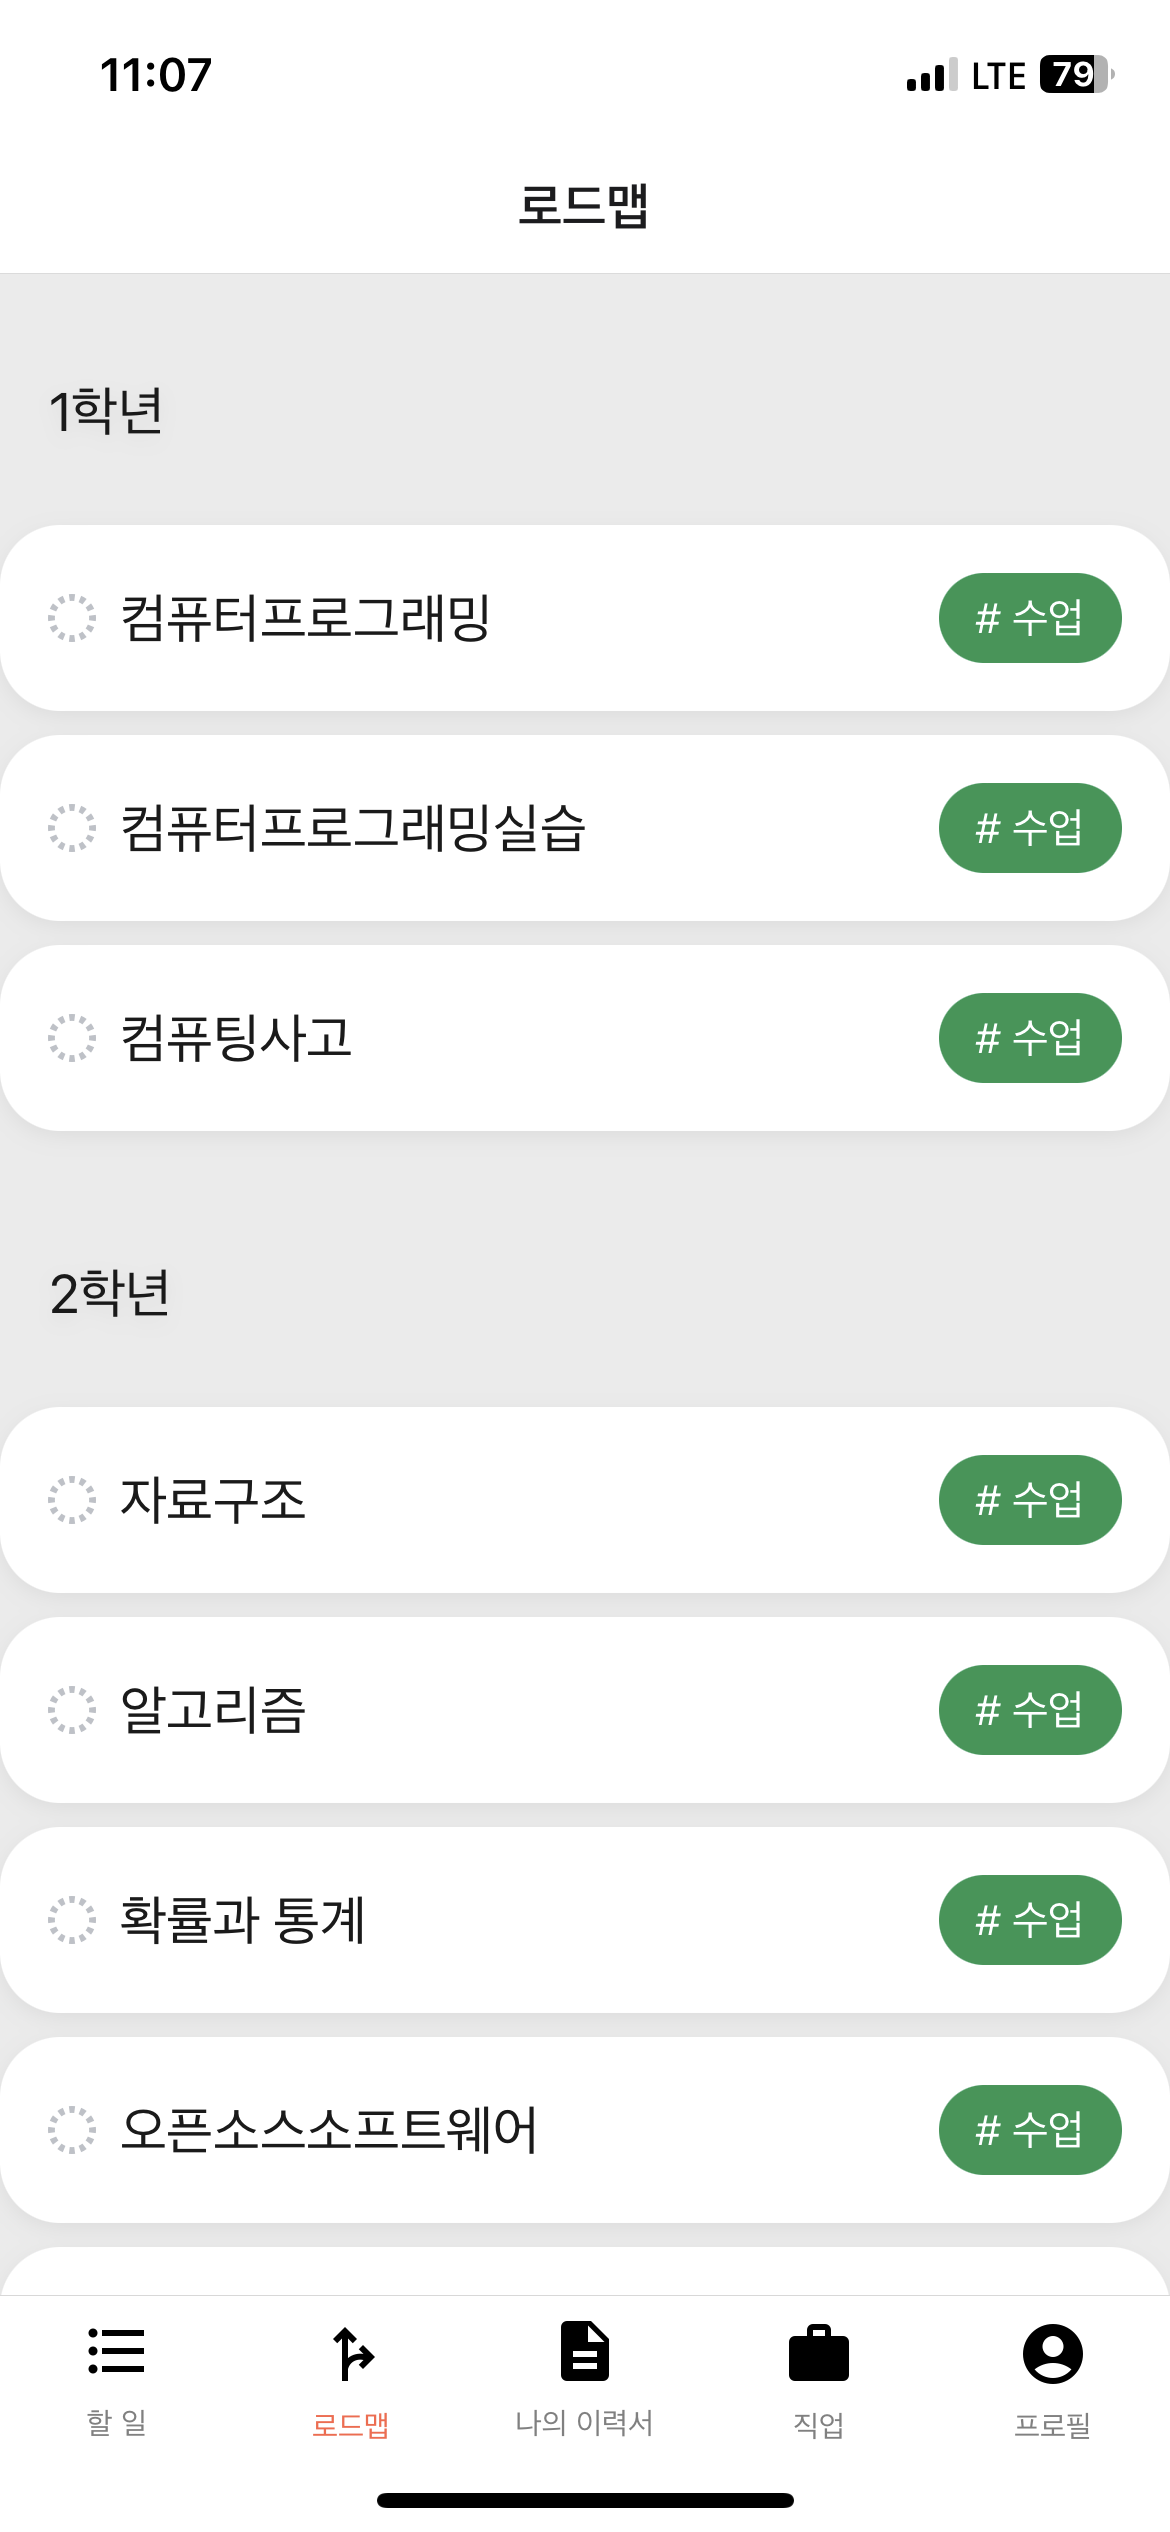 11:07
LTE 79
로드맵
1학년
컴퓨터프로그래밍 # 수업
컴퓨터프로그래밍실습 # 수업
컴퓨팅사고 # 수업
2학년
자료구조 # 수업
알고리즘 # 수업
확률과 통계 # 수업
오픈소스소프트웨어 # 수업
할 일 로드맵 나의 이력서 직업 프로필